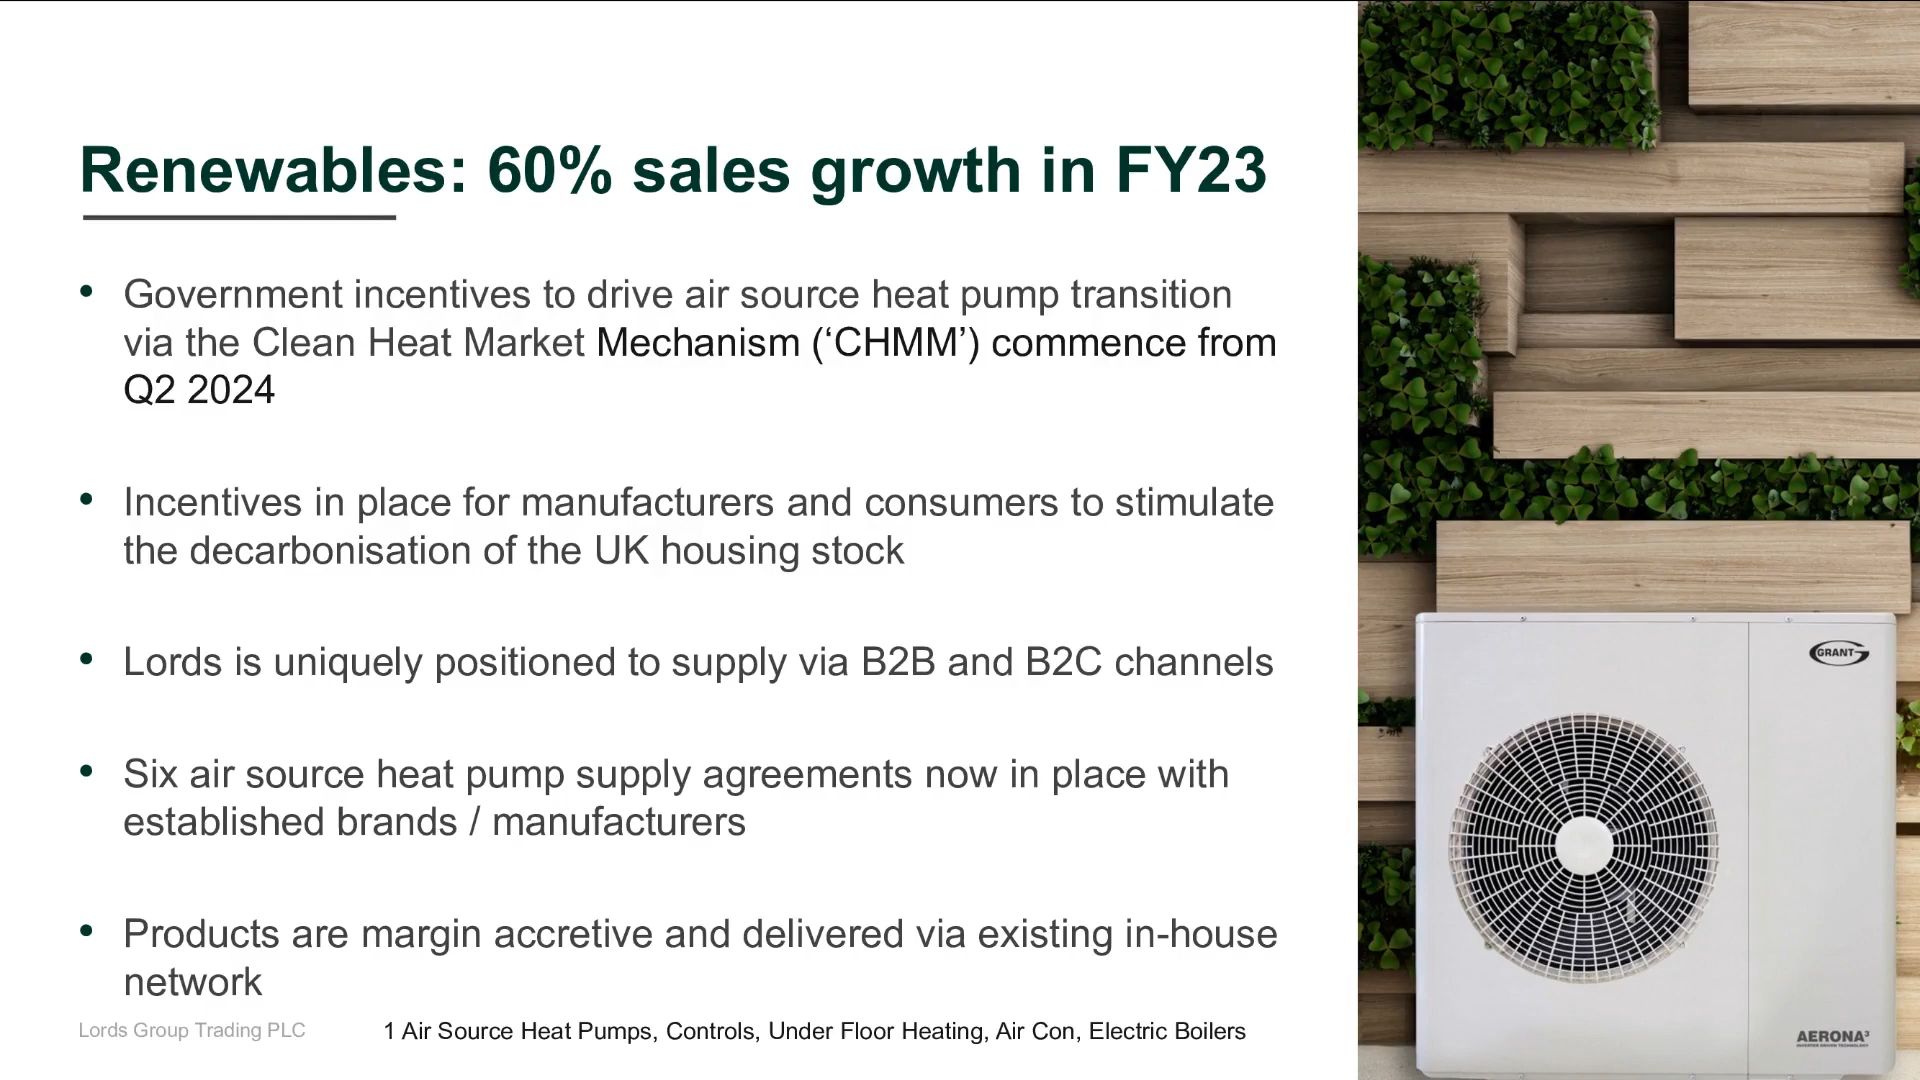 Renewables: 60% sales growth in FY23
• Government incentives to drive air source heat pump transition
via the Clean Heat Market Mechanism (‘CHMM’) commence from
Q2 2024
• Incentives in place for manufacturers and consumers to stimulate
the decarbonisation of the UK housing stock
• Lords is uniquely positioned to supply via B2B and B2C channels
• Six air source heat pump supply agreements now in place with
established brands / manufacturers
• Products are margin accretive and delivered via existing in-house
network
Lords Group Trading PLC
1 Air Source Heat Pumps, Controls, Under Floor Heating, Air Con, Electric Boilers
GRANT
AERONA³
INVERTER DRIVEN TECHNOLOGY